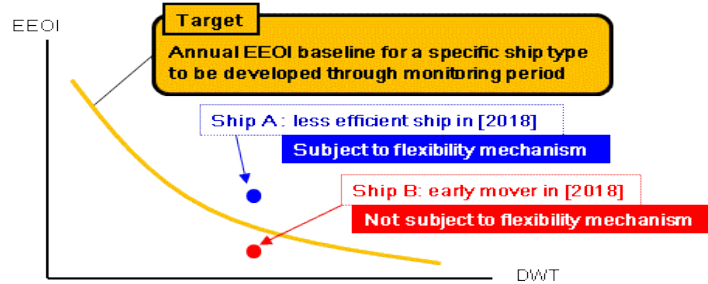 EEOI
Target
Annual EEOI baseline for a specific ship type
to be developed through monitoring period
Ship A : less efficient ship in [2018]
Subject to flexibility mechanism
Ship B: early mover in [2018]
Not subject to flexibility mechanism
DWT